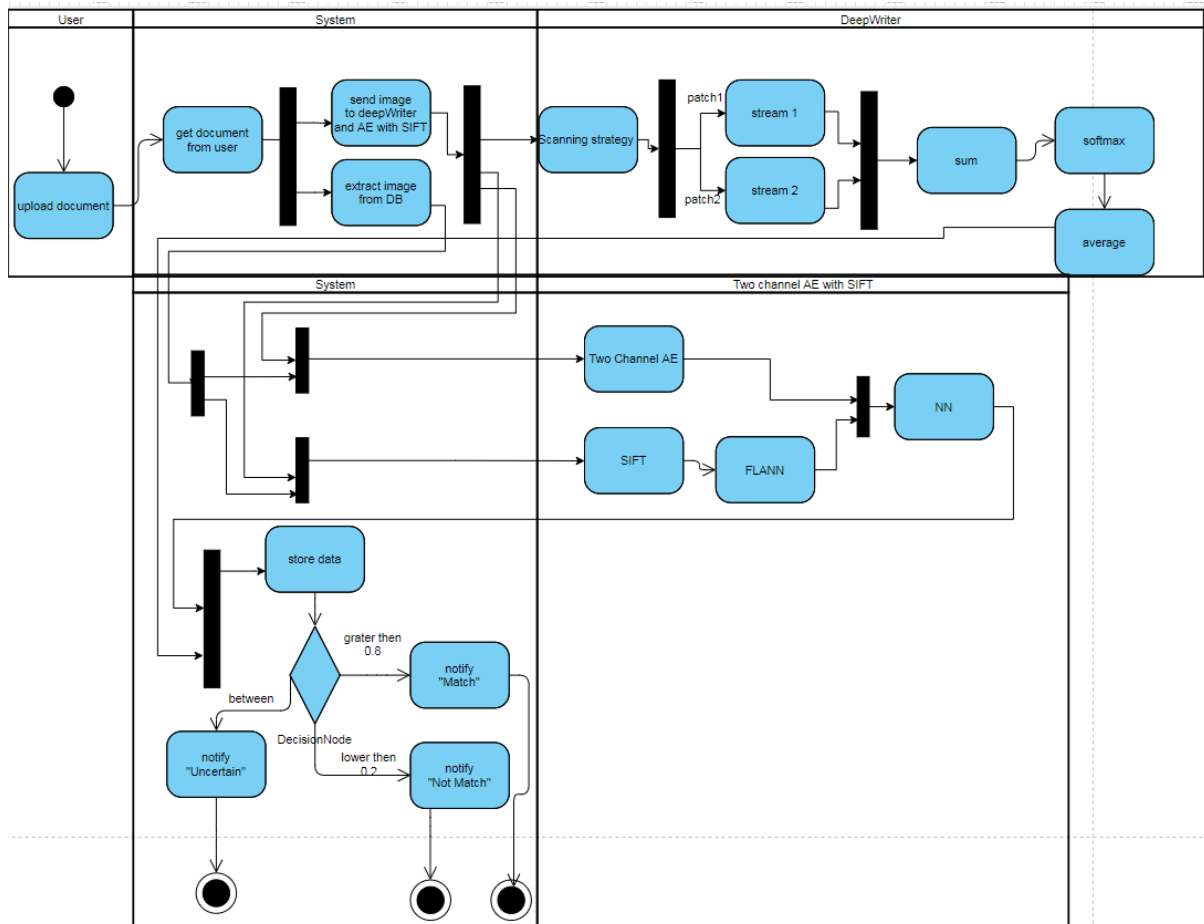 User
System
DeepWriter
upload document
get document
from user
send image
to deepWriter
and AE with SIFT
extract image
from DB
Scanning strategy
patch1
patch2
stream 1
stream 2
sum
softmax
average
System
Two channel AE with SIFT
Two Channel AE
SIFT
FLANN
NN
store data
grater then
0.8
notify
"Match"
between
DecisionNode
notify
"Uncertain"
lower then
0.2
notify
"Not Match"